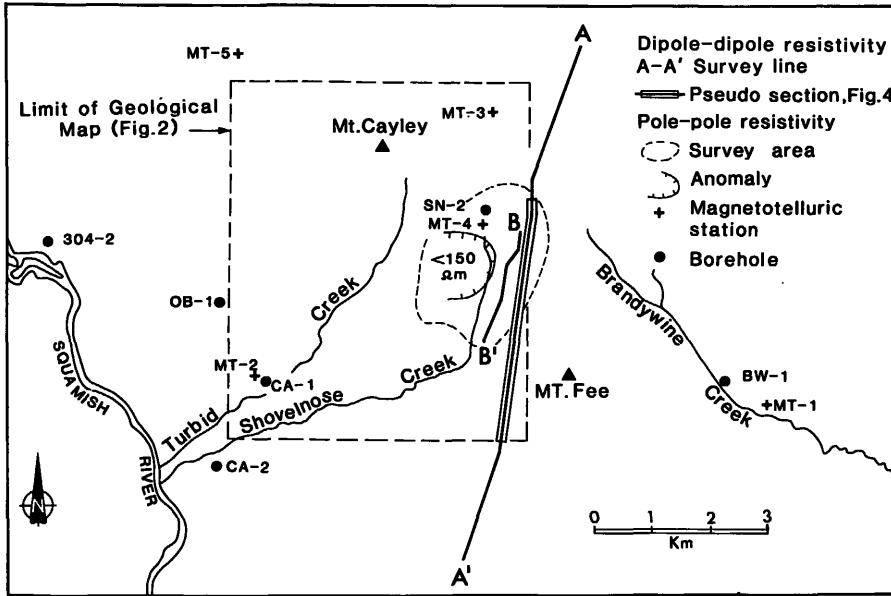 A
MT-5+
Dipole-dipole resistivity
A-A' Survey line
Pseudo section, Fig.4
Pole-pole resistivity
Survey area
Anomaly
+ Magnetotelluric
station
Borehole
Limit of Geological
Map (Fig.2)
MT-3+
Mt.Cayley
SN-2
MT-4 +
B
<150
Ωm
304-2
OB-1
Creek
Brandywine
Creek
B'
MT-2
+
CA-1
Creek
MT. Fee
BW-1
+MT-1
SQUAMISH
RIVER
Turbid
Shovelnose
CA-2
N
0 1 2 3
Km
A'